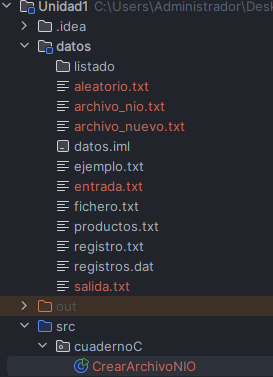 Unidad1 C:\Users\Administrador\Desk
.idea
datos
listado
aleatorio.txt
archivo_nio.txt
archivo_nuevo.txt
datos.iml
ejemplo.txt
entrada.txt
fichero.txt
productos.txt
registro.txt
registros.dat
salida.txt
out
src
cuadernoC
CrearArchivoNIO